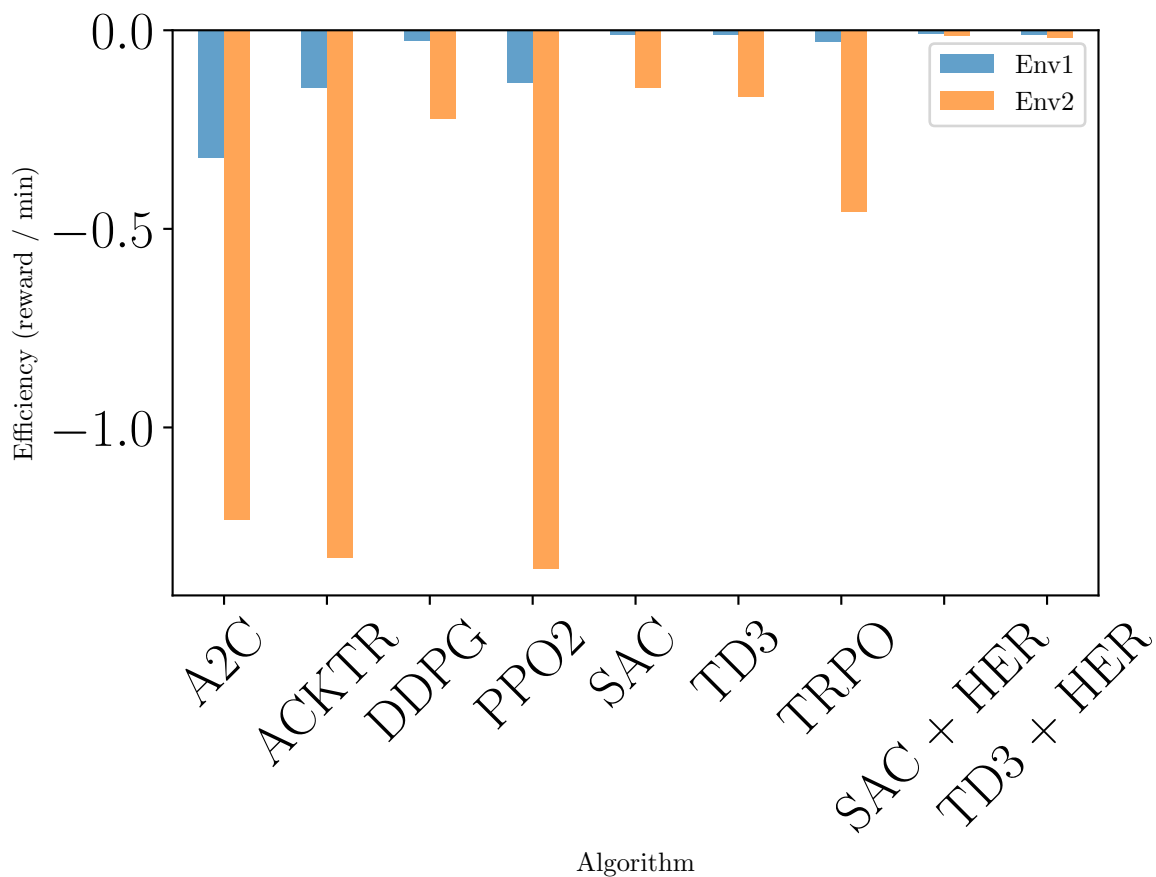 0.0
−0.5
−1.0
Efficiency (reward / min)
Env1
Env2
A2C
ACKTR
DDPG
PPO2
SAC
TD3
TRPO
SAC + HER
TD3 + HER
Algorithm